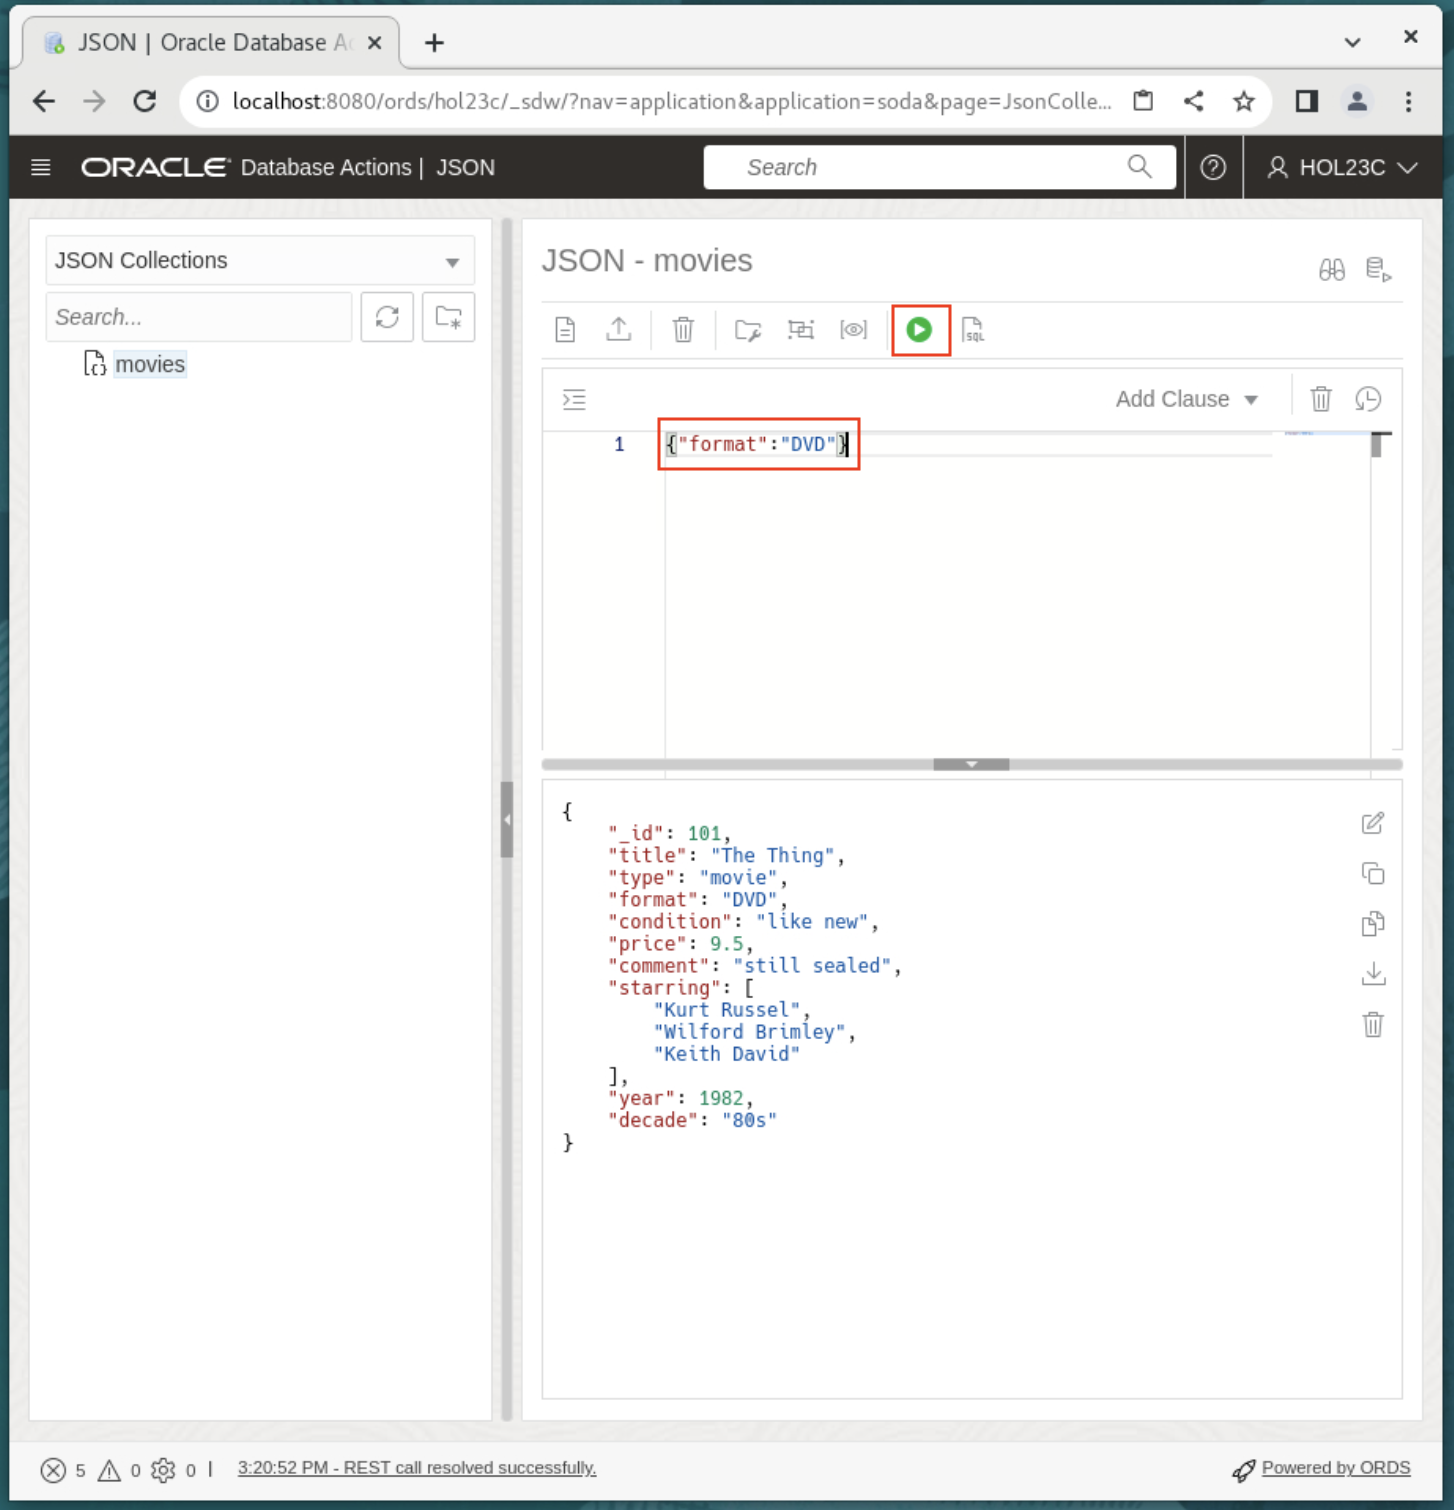 JSON | Oracle Database Ac
localhost:8080/ords/hol23c/_sdw/?nav=application&application=soda&page=JsonColle...
ORACLE Database Actions | JSON
Search
HOL23C
JSON Collections
Search...
movies
JSON - movies
SQL
Add Clause
1 {"format":"DVD"}
{
"_id": 101,
"title": "The Thing",
"type": "movie",
"format": "DVD",
"condition": "like new",
"price": 9.5,
"comment": "still sealed",
"starring": [
"Kurt Russel",
"Wilford Brimley",
"Keith David"
],
"year": 1982,
"decade": "80s"
}
5 0 0 | 3:20:52 PM - REST call resolved successfully.
Powered by ORDS